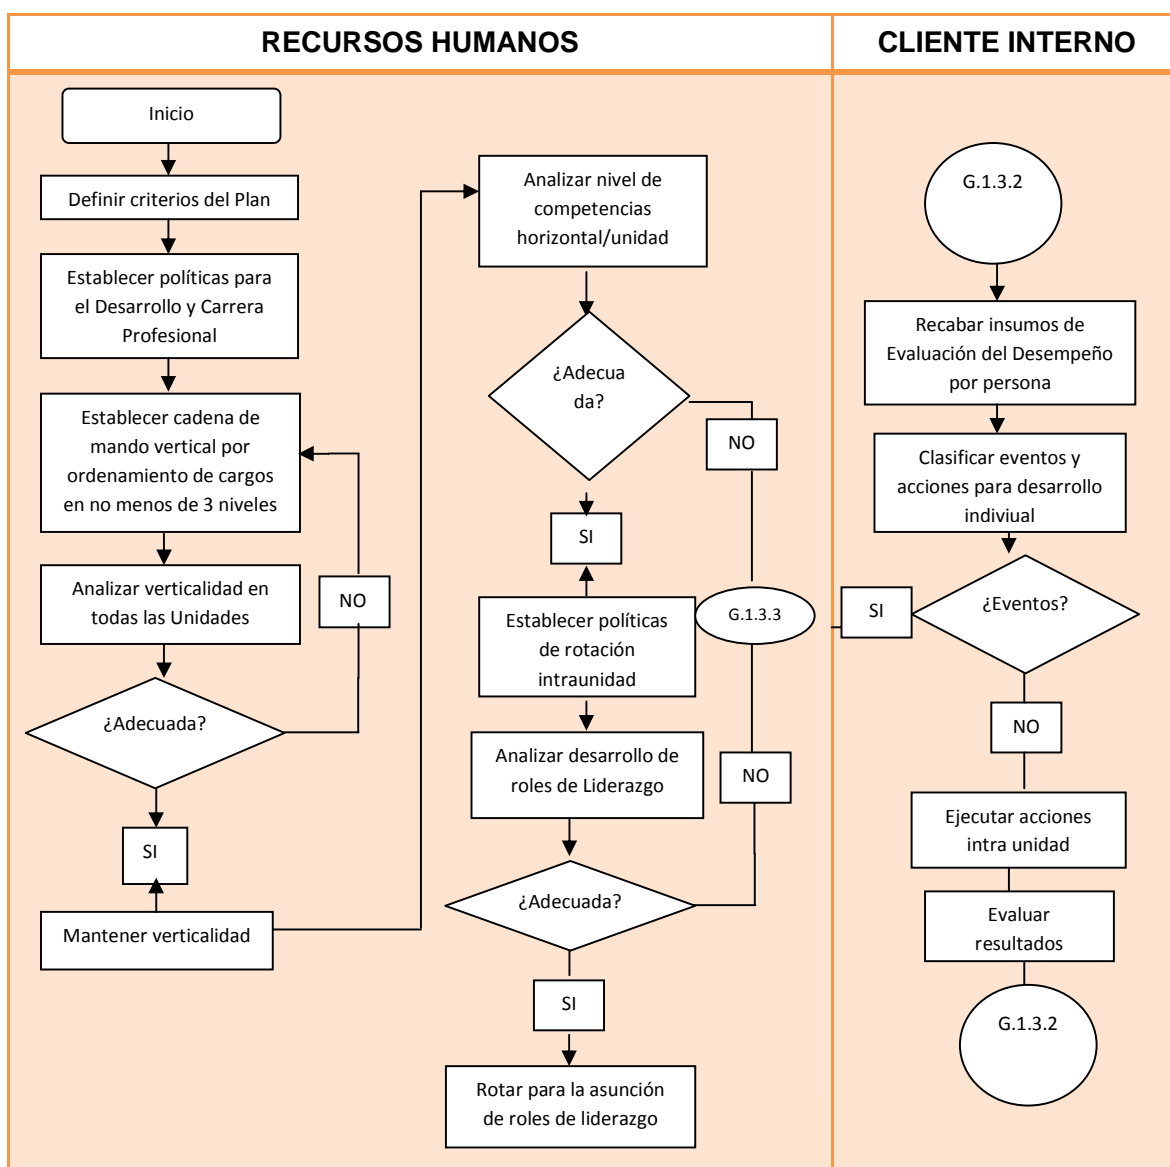 RECURSOS HUMANOS
CLIENTE INTERNO
Inicio
Definir criterios del Plan
Establecer políticas para
el Desarrollo y Carrera
Profesional
Establecer cadena de
mando vertical por
ordenamiento de cargos
en no menos de 3 niveles
Analizar verticalidad en
todas las Unidades
NO
¿Adecuada?
SI
Mantener verticalidad
Analizar nivel de
competencias
horizontal/unidad
¿Adecua
da?
NO
SI
G.1.3.3
Establecer políticas
de rotación
intraunidad
Analizar desarrollo de
roles de Liderazgo
NO
¿Adecuada?
SI
Rotar para la asunción
de roles de liderazgo
G.1.3.2
Recabar insumos de
Evaluación del Desempeño
por persona
Clasificar eventos y
acciones para desarrollo
indiviual
SI
¿Eventos?
NO
Ejecutar acciones
intra unidad
Evaluar
resultados
G.1.3.2